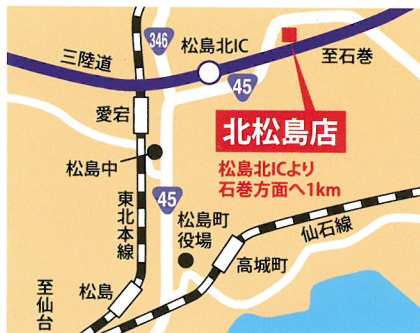 346
松島北IC
三陸道
45
至石巻
愛宕
北松島店
松島北ICより
石巻方面へ1km
松島中
東北本線
45
松島町
役場
仙石線
高城町
松島
至仙台